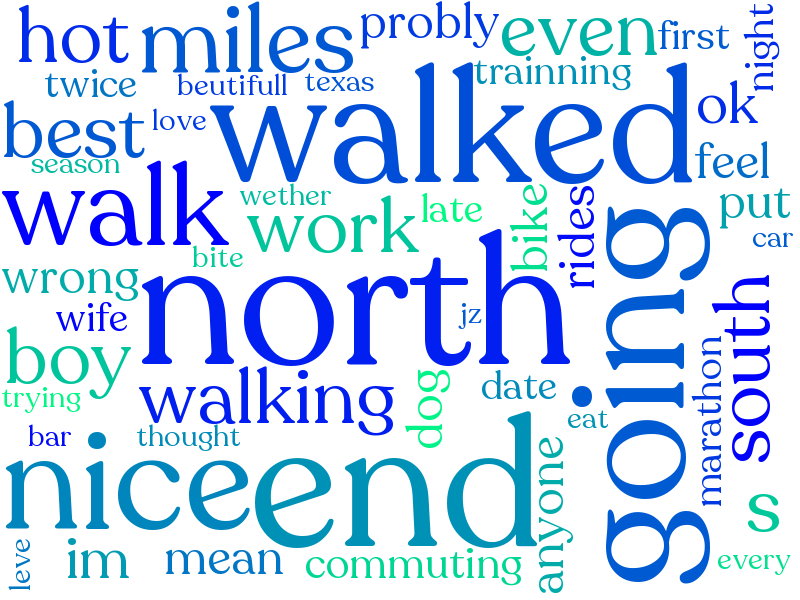 hot miles probly even first night
twice beutifull texas trainning
best love walked ok
season feel
walk wether work late bike rides put
wrong bite car
wife north jz going south
boy
trying walking dog date marathon
bar thought eat
nice end anyone s
im mean commuting every
leve